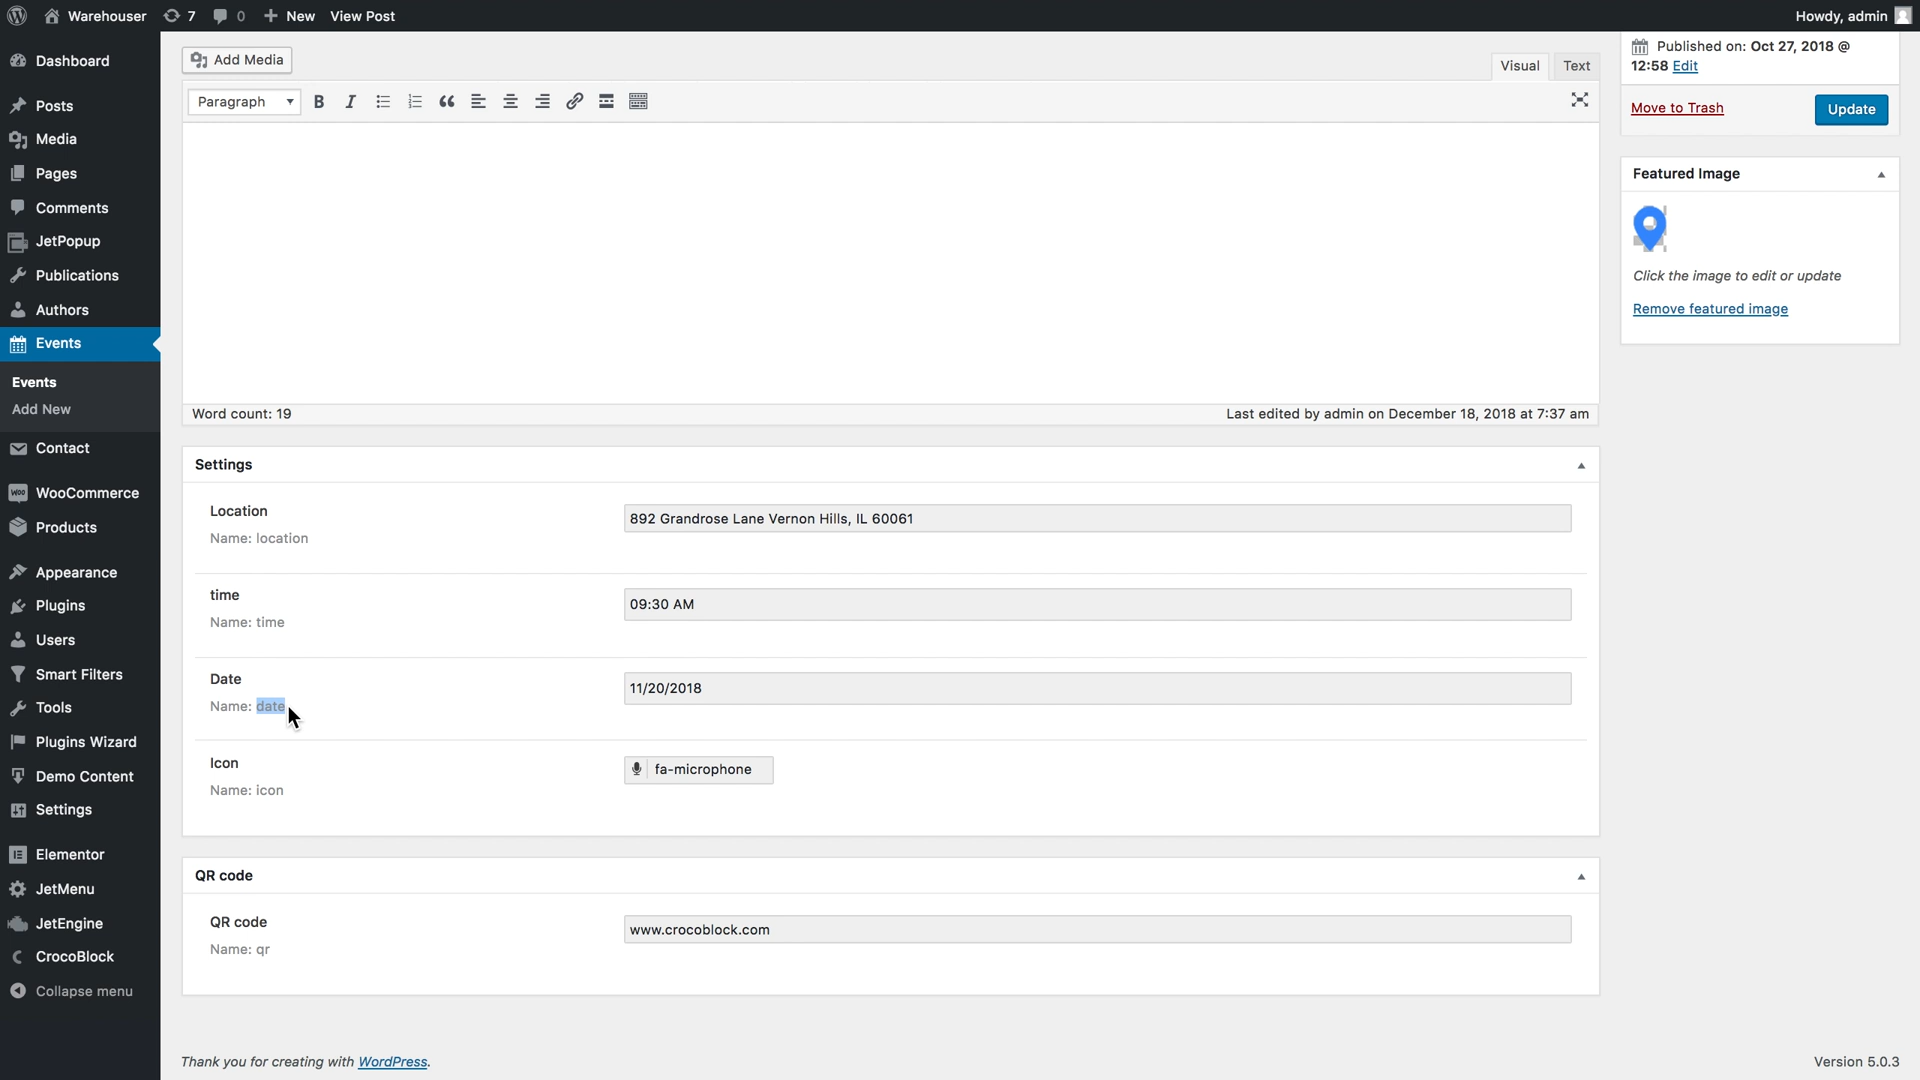 Warehouser 7 0 New View Post Howdy, admin
Dashboard
Posts
Media
Pages
Comments
JetPopup
Publications
Authors
Events
Events
Add New
Contact
WooCommerce
Products
Appearance
Plugins
Users
Smart Filters
Tools
Plugins Wizard
Demo Content
Settings
Elementor
JetMenu
JetEngine
CrocoBlock
Collapse menu
Add Media
Visual Text
Paragraph
Word count: 19
Last edited by admin on December 18, 2018 at 7:37 am
Settings
Location
Name: location
892 Grandrose Lane Vernon Hills, IL 60061
time
Name: time
09:30 AM
Date
Name: date
11/20/2018
Icon
Name: icon
fa-microphone
QR code
QR code
Name: qr
www.crocoblock.com
Published on: Oct 27, 2018 @
12:58 Edit
Move to Trash
Update
Featured Image
Click the image to edit or update
Remove featured image
Thank you for creating with WordPress.
Version 5.0.3